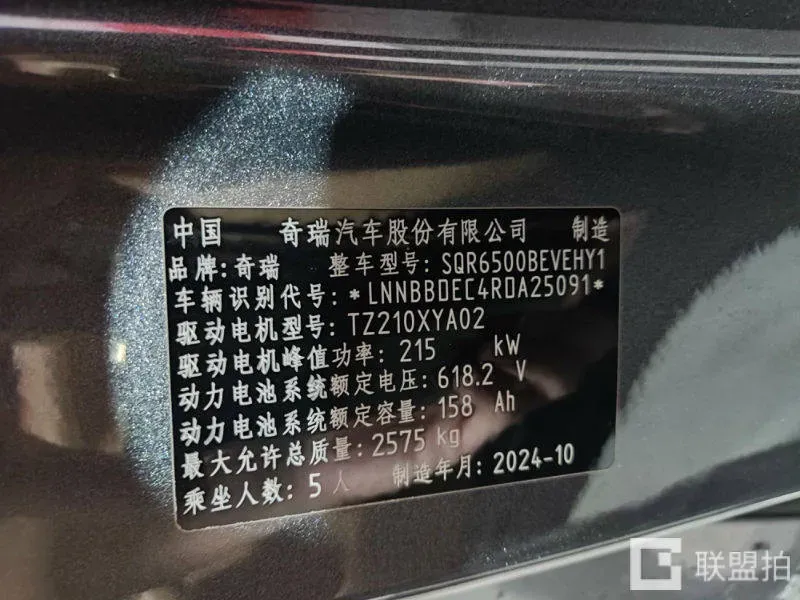 中国 奇瑞汽车股份有限公司 制造
品牌:奇瑞 整车型号:SQR6500BEVEHY1
车辆识别代号:*LNNBBDEC4RDA25091*
驱动电机型号:TZ210XYA02
驱动电机峰值功率:215 kW
动力电池系统额定电压:618.2 V
动力电池系统额定容量:158 Ah
最大允许总质量:2575 kg
乘坐人数:5人 制造年月:2024-10
联盟拍